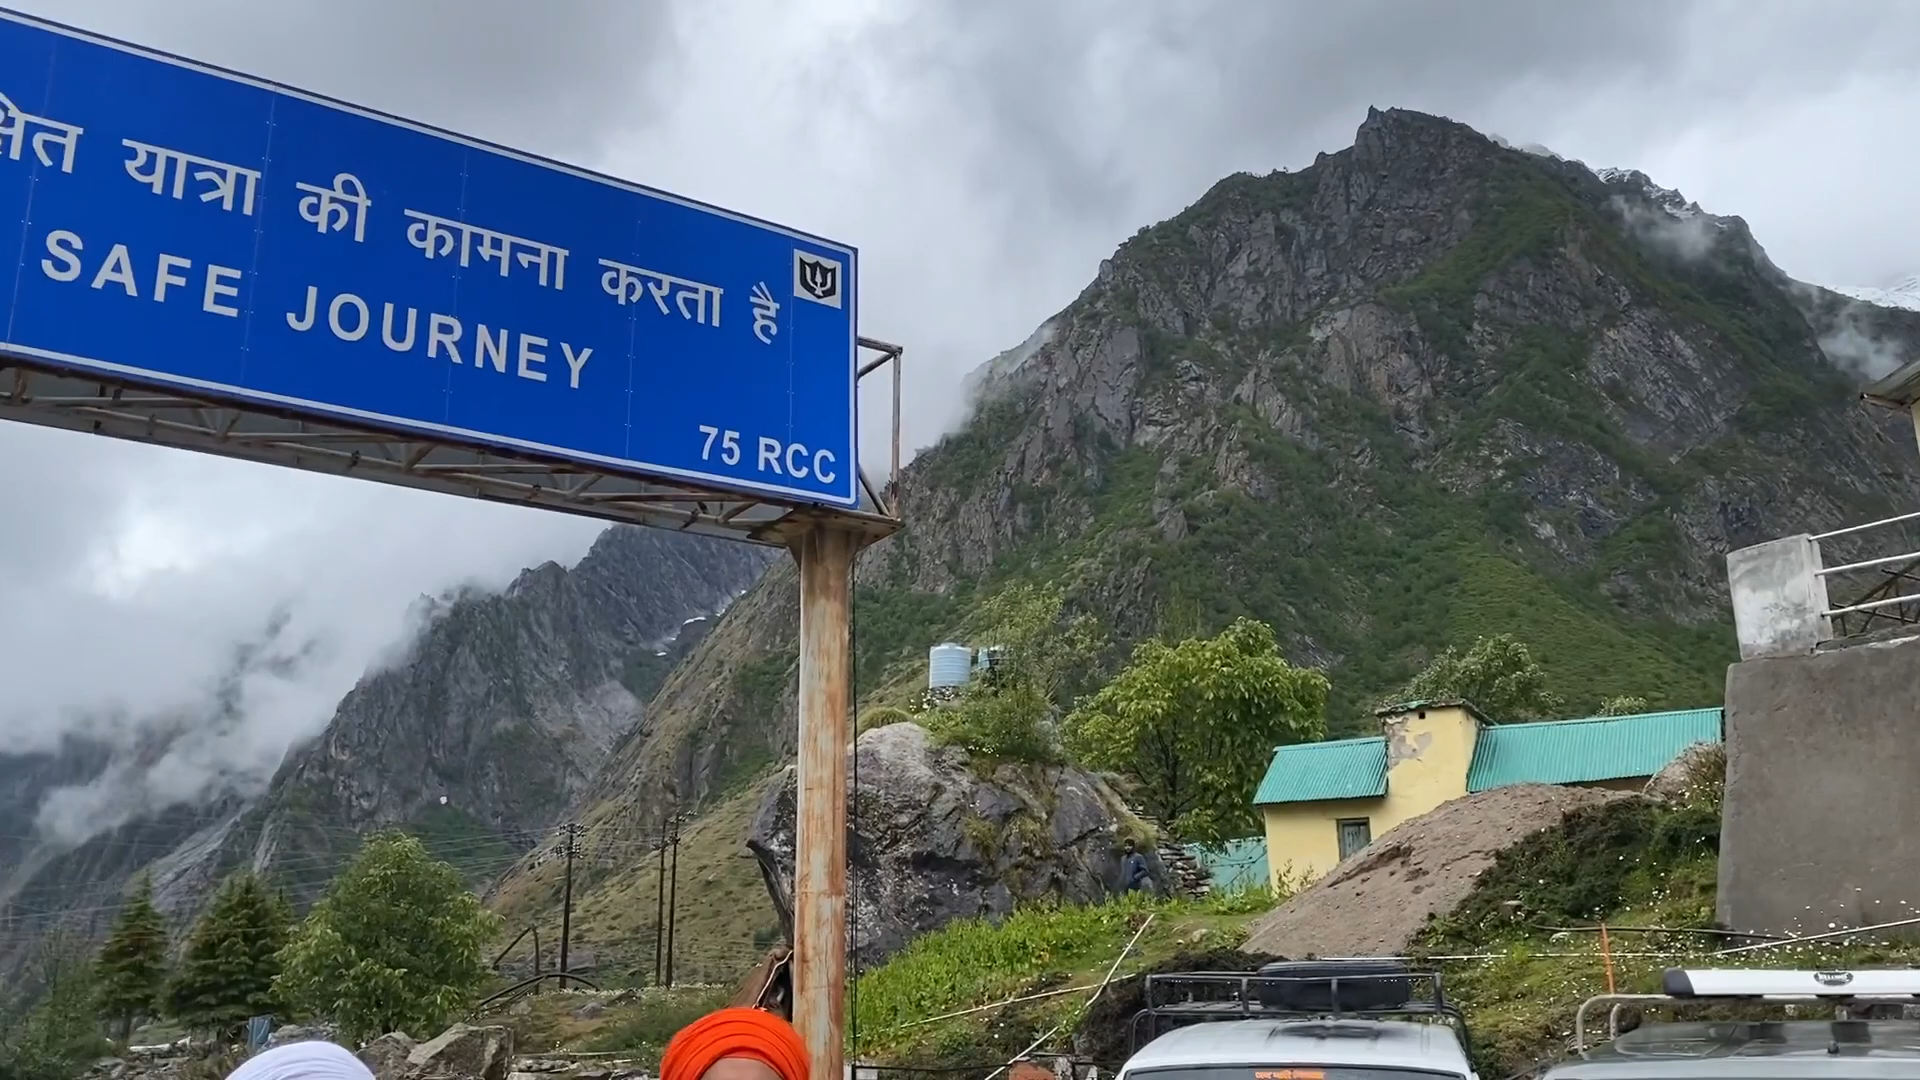 यात्रा की कामना करता है
SAFE JOURNEY
75 RCC